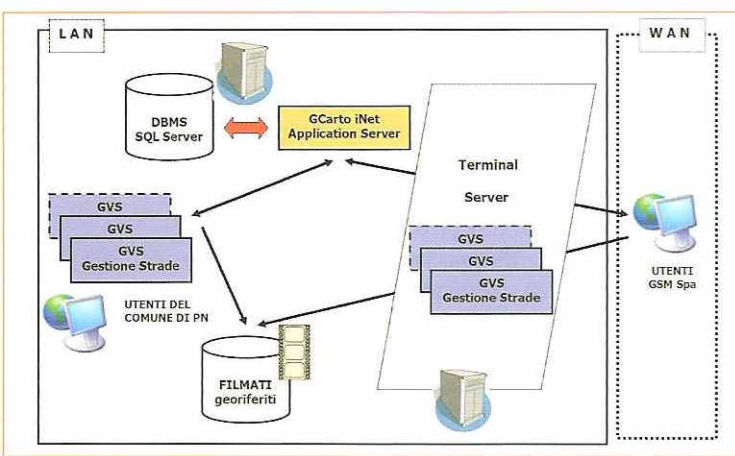 LAN
WAN
DBMS
SQL Server
GCarto iNet
Application Server
Terminal
Server
GVS
GVS
GVS
Gestione Strade
UTENTI DEL
COMUNE DI PN
GVS
GVS
GVS
Gestione Strade
UTENTI
GSM Spa
FILMATI
georiferiti